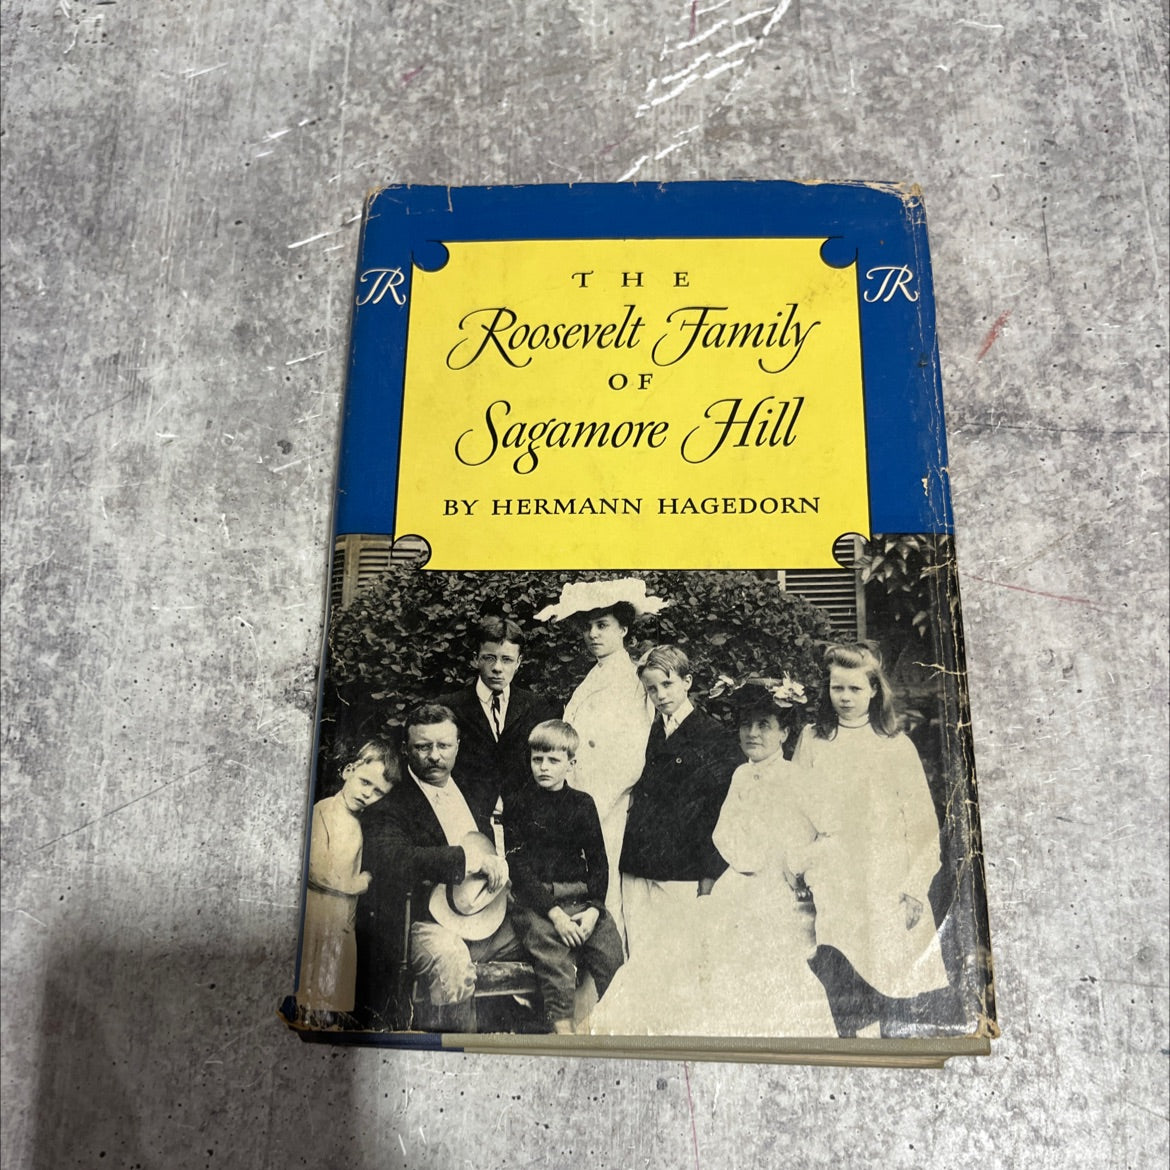 TR
TR
THE
Roosevelt Family
OF
Sagamore Hill
BY HERMANN HAGEDORN